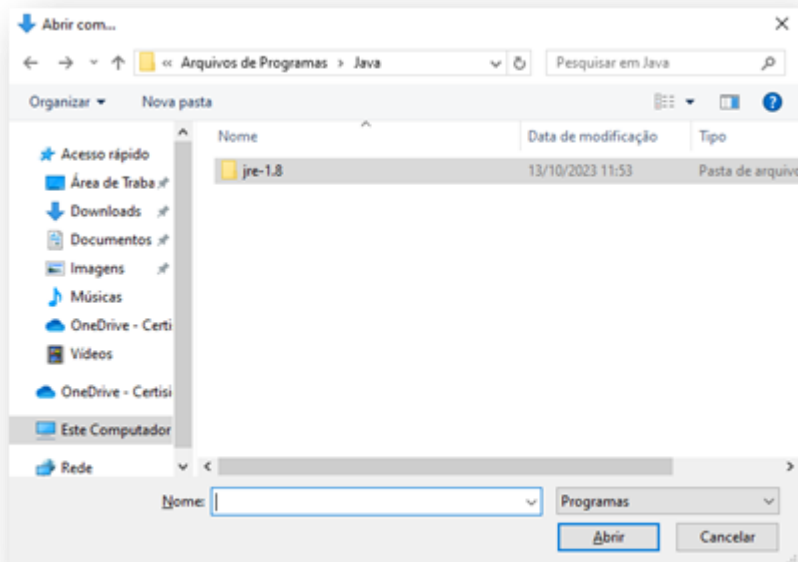 Abrir com...
« Arquivos de Programas > Java
Pesquisar em Java
Organizar
Nova pasta
Nome
Data de modificação
Tipo
Acesso rápido
Área de Traba
Downloads
Documentos
Imagens
Músicas
OneDrive - Certi
Vídeos
OneDrive - Certisi
Este Computador
Rede
jre-1.8
13/10/2023 11:53
Pasta de arquivo
Nome:
Programas
Abrir
Cancelar